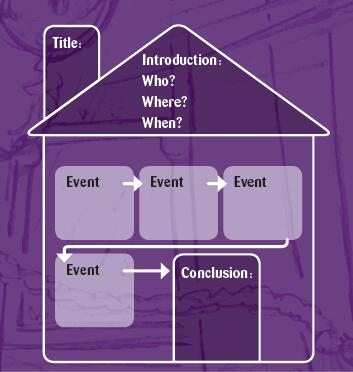 Title:
Introduction:
Who?
Where?
When?
Event
Event
Event
Event
Conclusion: